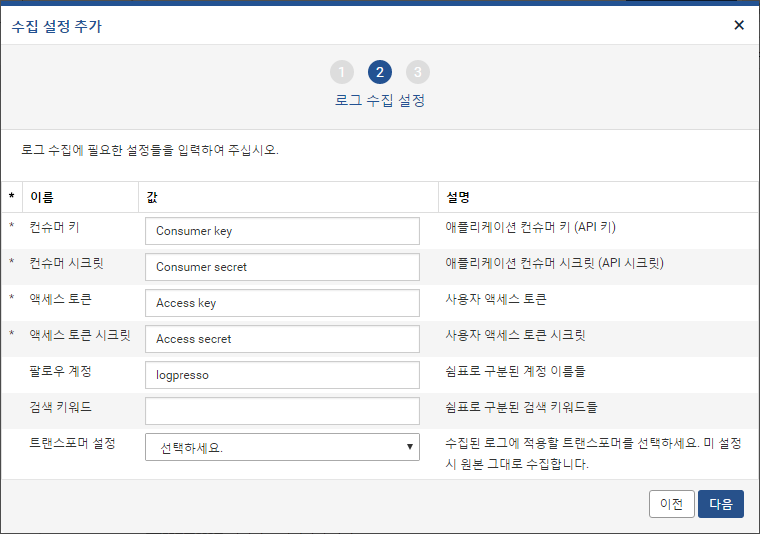 수집 설정 추가 ×
1 2 3
로그 수집 설정
로그 수집에 필요한 설정들을 입력하여 주십시오.
* 이름 값 설명
* 컨슈머 키 Consumer key 애플리케이션 컨슈머 키 (API 키)
* 컨슈머 시크릿 Consumer secret 애플리케이션 컨슈머 시크릿 (API 시크릿)
* 액세스 토큰 Access key 사용자 액세스 토큰
* 액세스 토큰 시크릿 Access secret 사용자 액세스 토큰 시크릿
팔로우 계정 logpresso 쉼표로 구분된 계정 이름들
검색 키워드 쉼표로 구분된 검색 키워드들
트랜스포머 설정 선택하세요. ▼ 수집된 로그에 적용할 트랜스포머를 선택하세요. 미 설정
시 원본 그대로 수집합니다.
이전 다음